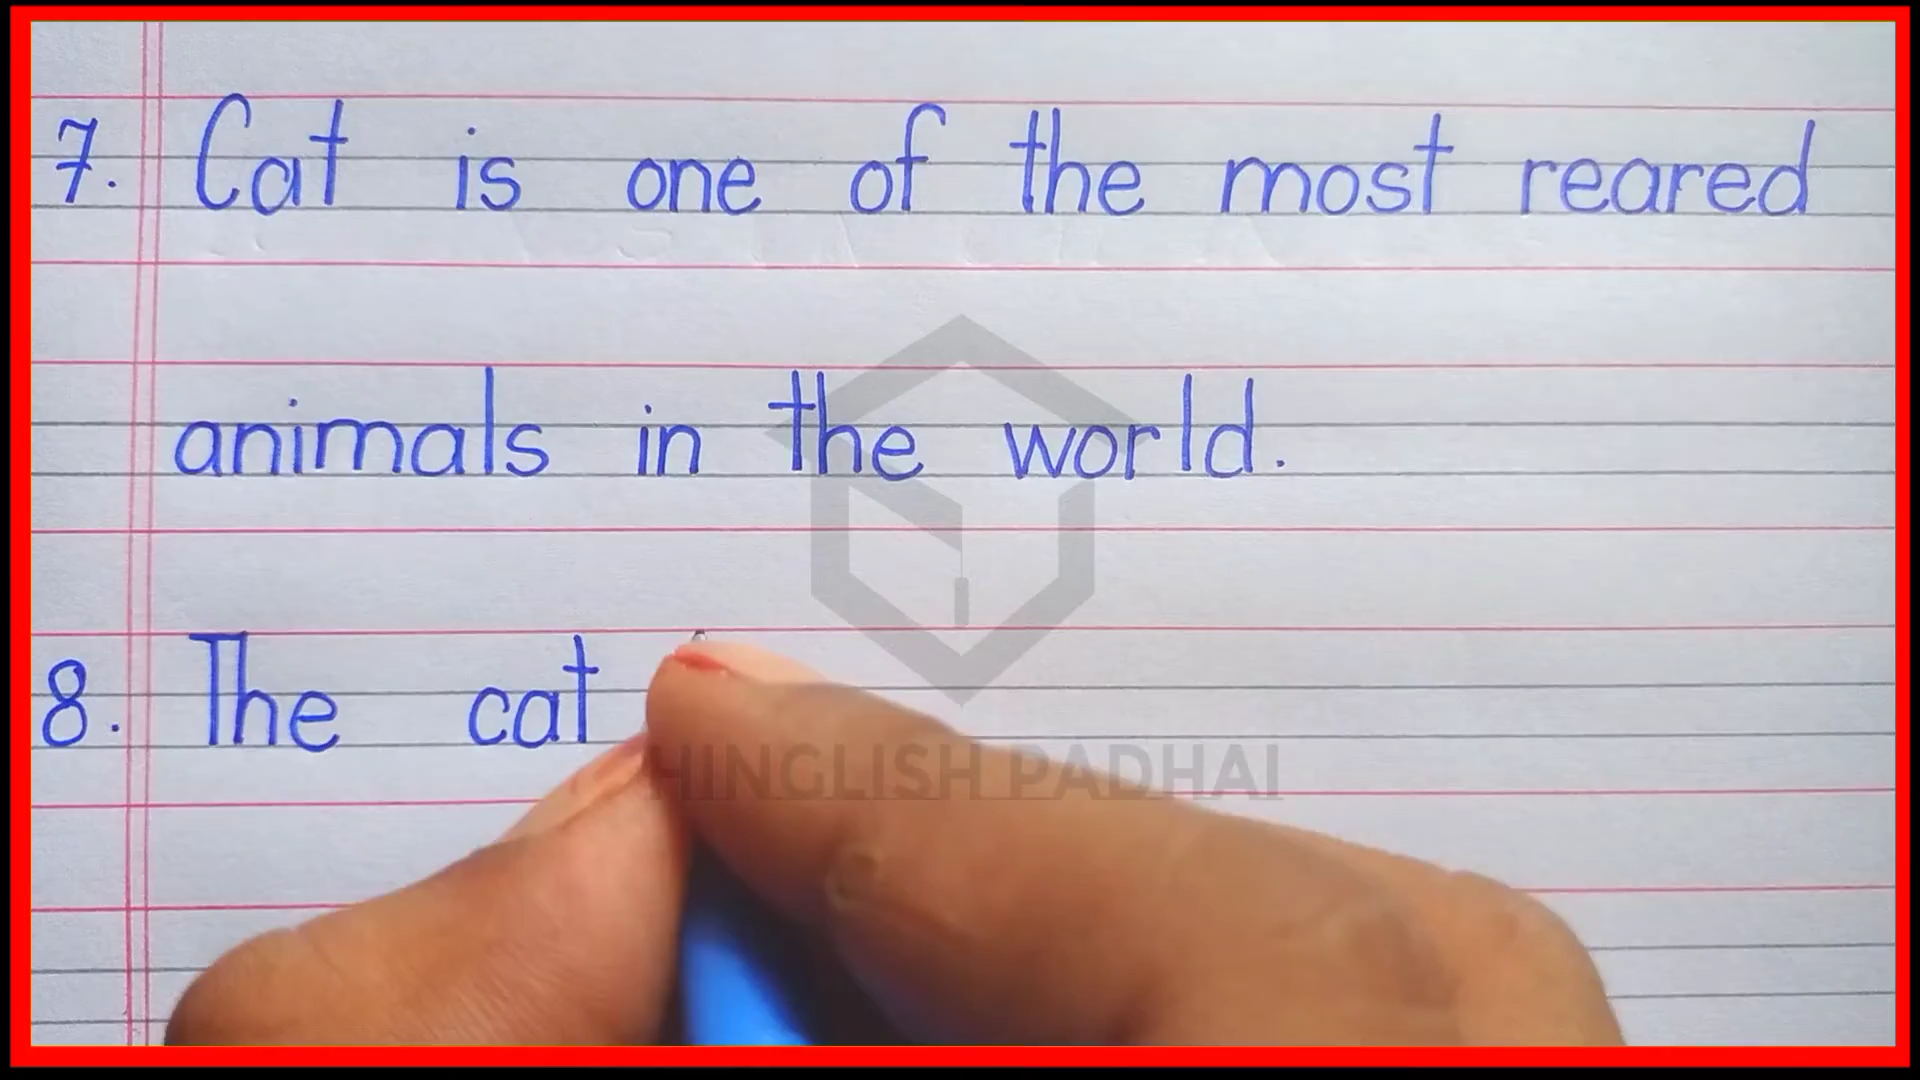 7. Cat is one of the most reared
animals in the world.
8. The cat
HINGLISH PADHAI